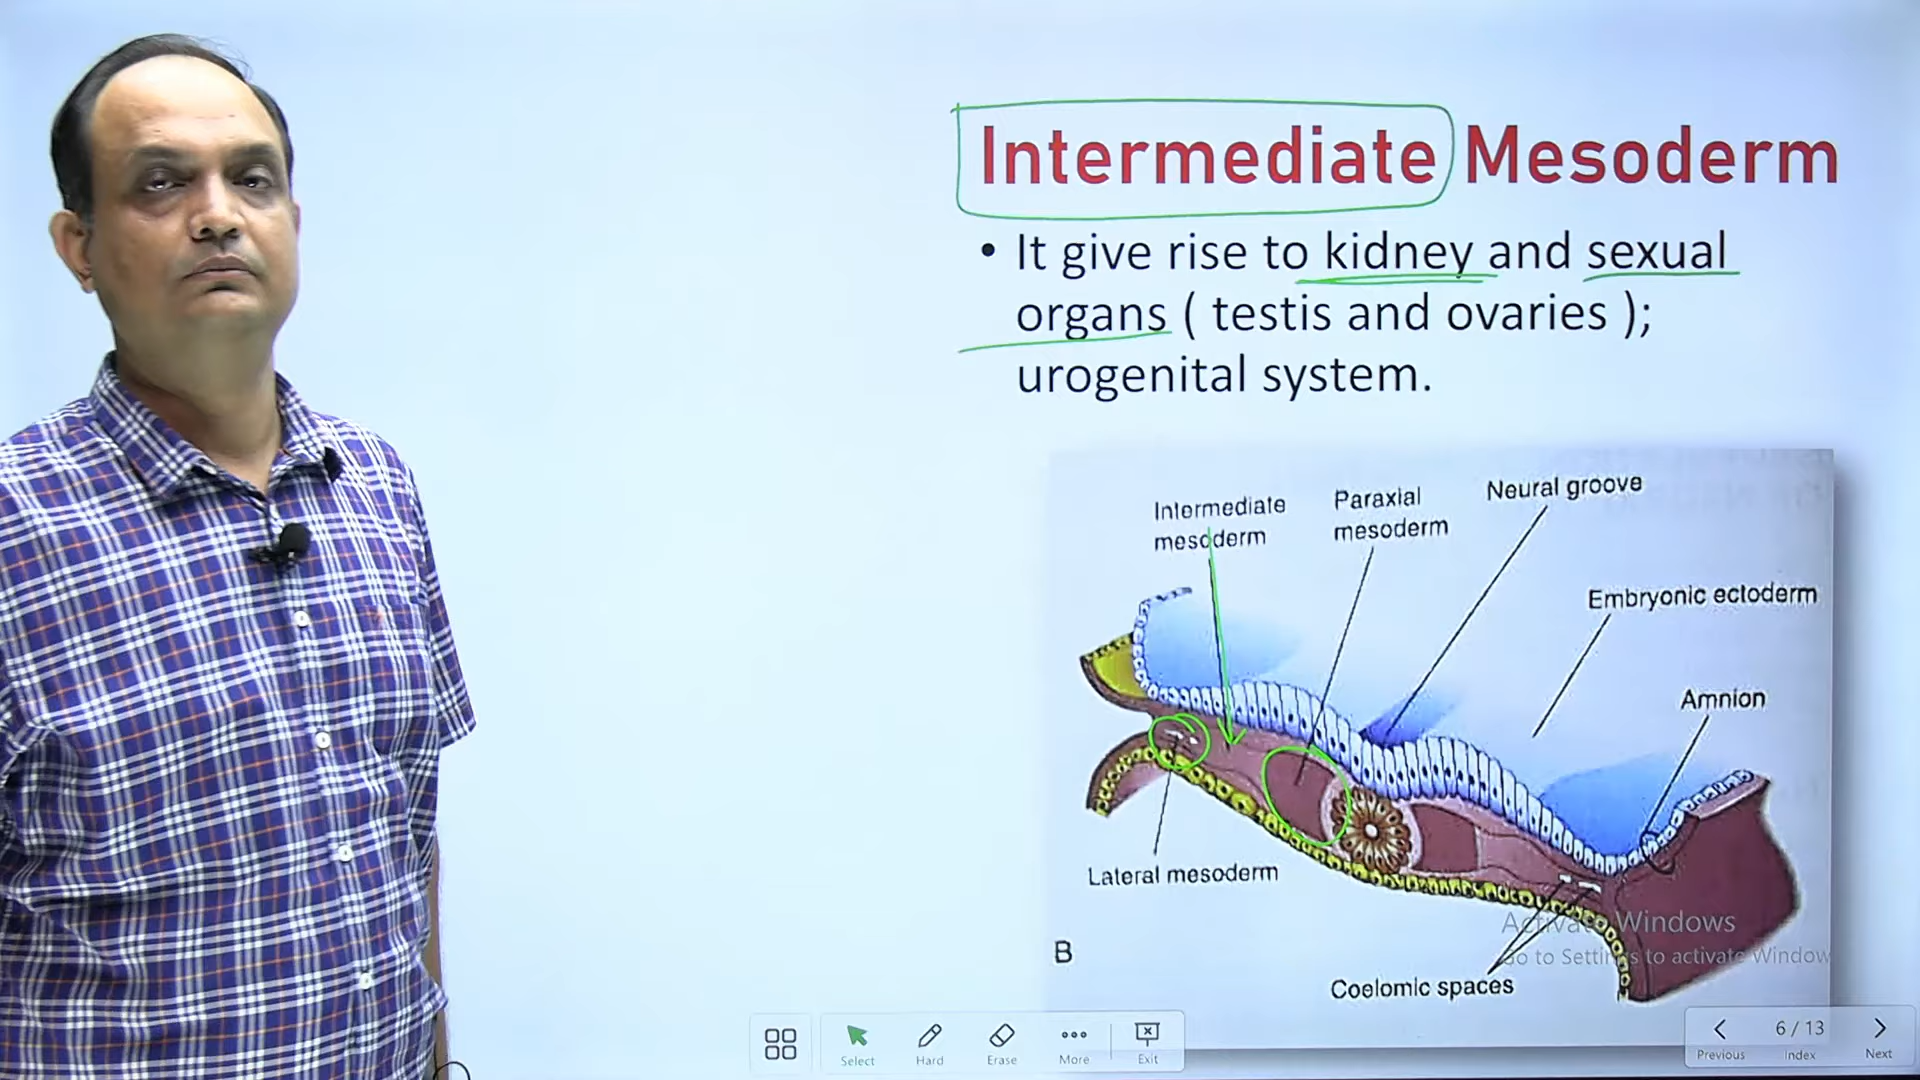 Intermediate Mesoderm
• It give rise to kidney and sexual
organs ( testis and ovaries );
urogenital system.
Intermediate
mesoderm
Paraxial
mesoderm
Neural groove
Embryonic ectoderm
Amnion
Lateral mesoderm
B
Coelomic spaces
Activate Windows
Go to Settings to activate Window
Select
Hard
Erase
More
Exit
6 / 13
Previous
Index
Next